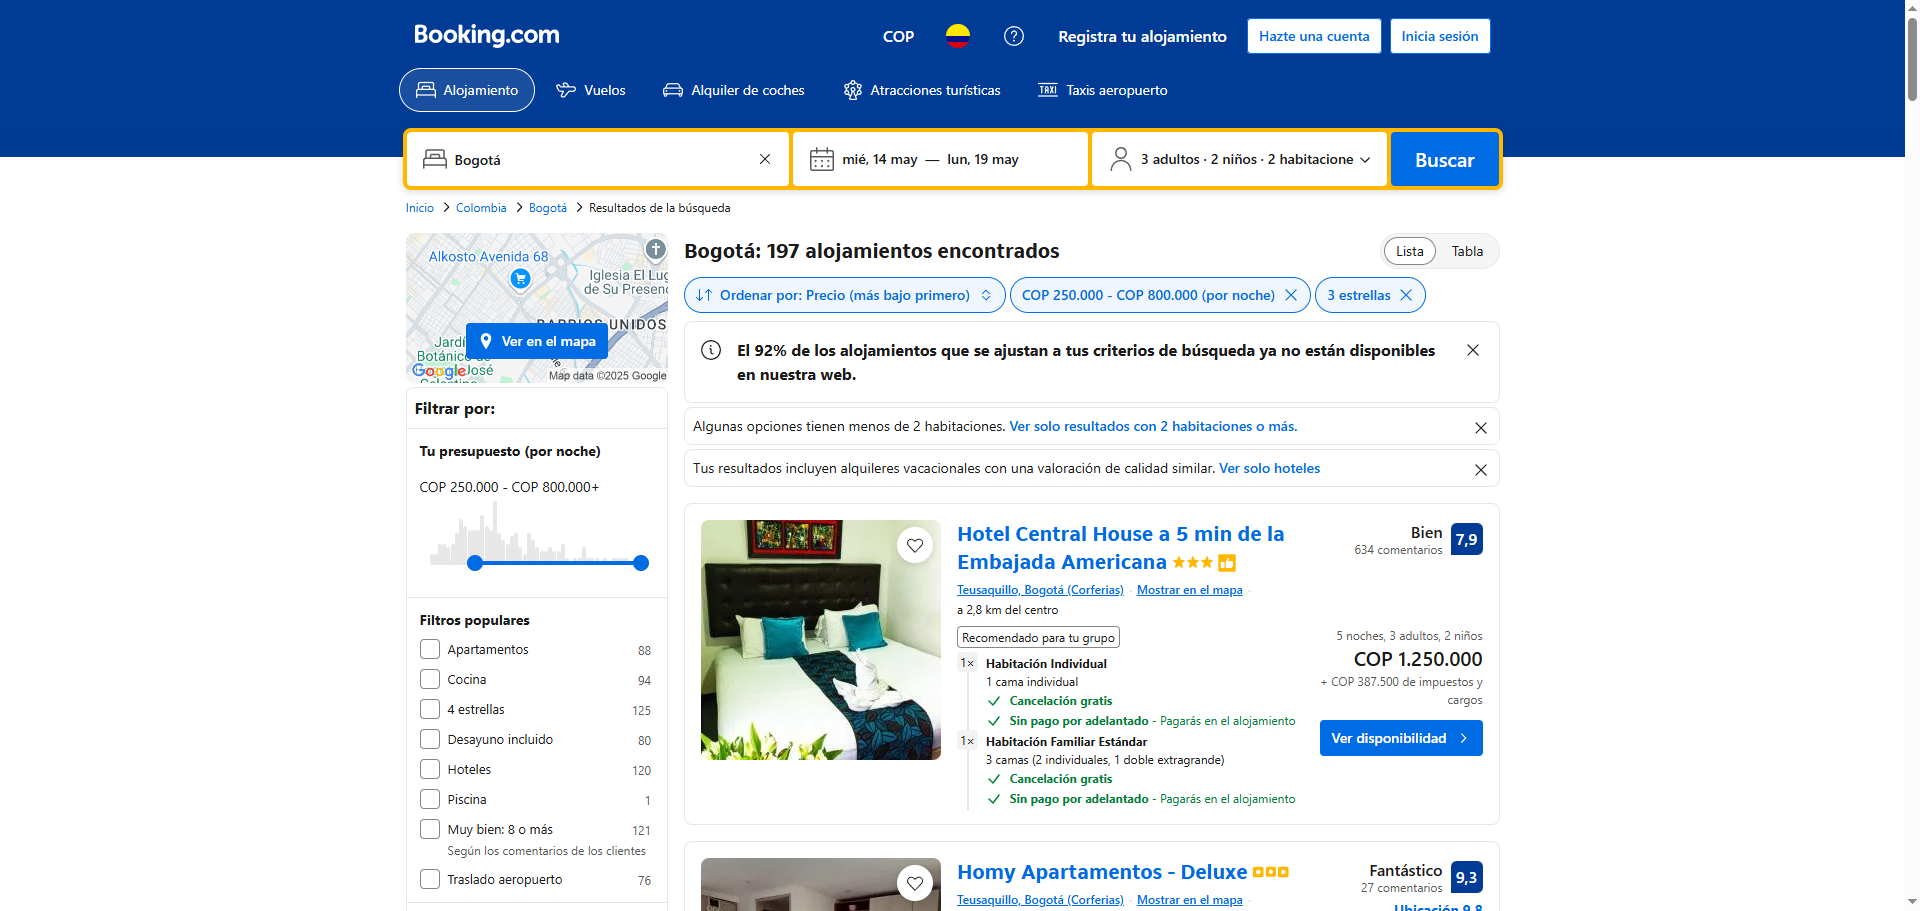 Booking.com
COP
Registra tu alojamiento
Hazte una cuenta
Inicia sesión
Alojamiento
Vuelos
Alquiler de coches
Atracciones turísticas
TAXI
Taxis aeropuerto
Bogotá
mié, 14 may — lun, 19 may
3 adultos · 2 niños · 2 habitacione
Buscar
Inicio
Colombia
Bogotá
Resultados de la búsqueda
Alkosto Avenida 68
Iglesia El Lug
de Su Presenc
BARRIOS UNIDOS
Jardí
Botánico de
José
Celestino
Ver en el mapa
Google
Map data ©2025 Google
Filtrar por:
Tu presupuesto (por noche)
COP 250.000 - COP 800.000+
Filtros populares
Apartamentos 88
Cocina 94
4 estrellas 125
Desayuno incluido 80
Hoteles 120
Piscina 1
Muy bien: 8 o más 121
Según los comentarios de los clientes
Traslado aeropuerto 76
Bogotá: 197 alojamientos encontrados
Lista
Tabla
Ordenar por: Precio (más bajo primero)
COP 250.000 - COP 800.000 (por noche)
3 estrellas
El 92% de los alojamientos que se ajustan a tus criterios de búsqueda ya no están disponibles
en nuestra web.
Algunas opciones tienen menos de 2 habitaciones. Ver solo resultados con 2 habitaciones o más.
Tus resultados incluyen alquileres vacacionales con una valoración de calidad similar. Ver solo hoteles
Hotel Central House a 5 min de la
Embajada Americana
Teusaquillo, Bogotá (Corferias)
Mostrar en el mapa
a 2,8 km del centro
Recomendado para tu grupo
1× Habitación Individual
1 cama individual
Cancelación gratis
Sin pago por adelantado - Pagarás en el alojamiento
1× Habitación Familiar Estándar
3 camas (2 individuales, 1 doble extragrande)
Cancelación gratis
Sin pago por adelantado - Pagarás en el alojamiento
Bien
634 comentarios
7,9
5 noches, 3 adultos, 2 niños
COP 1.250.000
+ COP 387.500 de impuestos y
cargos
Ver disponibilidad
Homy Apartamentos - Deluxe
Teusaquillo, Bogotá (Corferias)
Mostrar en el mapa
Fantástico
27 comentarios
9,3
Ubicación 9,8